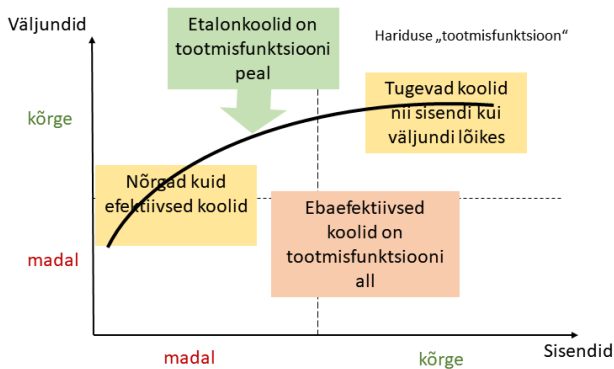 Väljundid
Etalonkoolid on
tootmisfunktsiooni
peal
Hariduse „tootmisfunktsioon“
Tugevad koolid
nii sisendi kui
väljundi lõikes
kõrge
Nõrgad kuid
efektiivsed koolid
Ebaefektiivsed
koolid on
tootmisfunktsiooni
all
madal
Sisendid
madal
kõrge